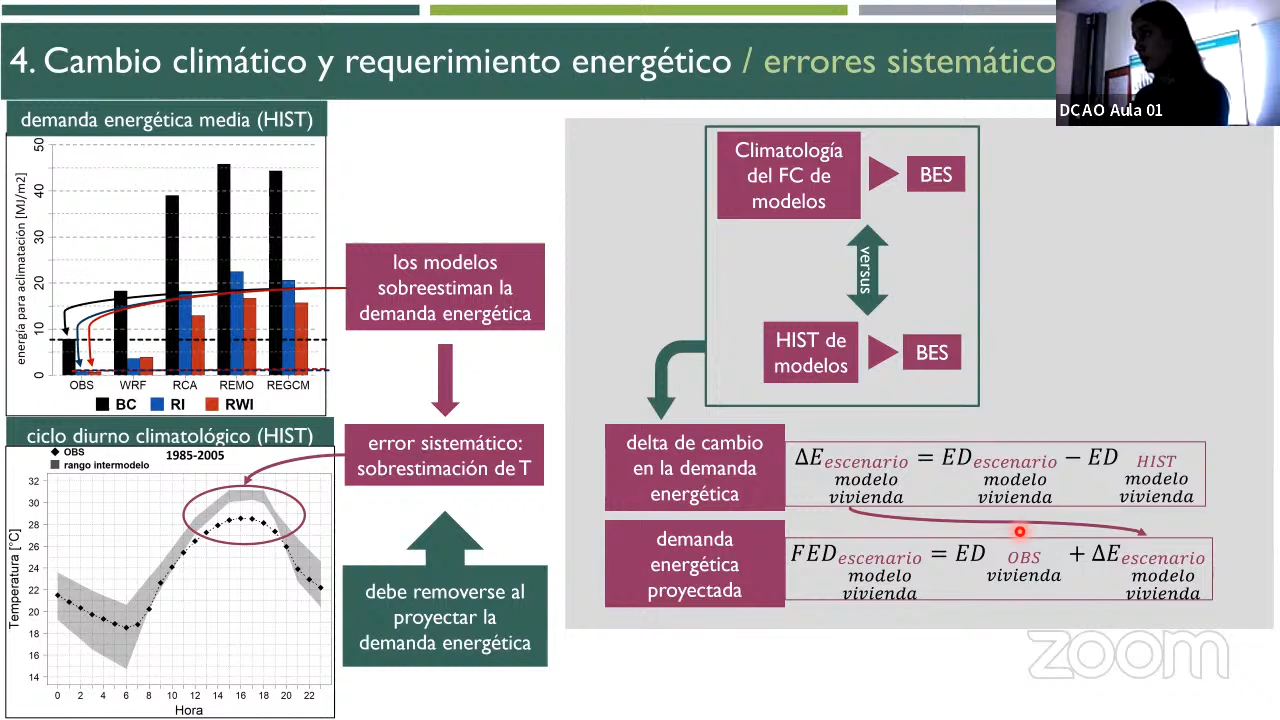 4. Cambio climático y requerimiento energético / errores sistemático
DCAO Aula 01
demanda energética media (HIST)
energía para aclimatación [MJ/m2]
50
40
30
20
10
0
OBS WRF RCA REMO REGCM
BC RI RWI
ciclo diurno climatológico (HIST)
OBS
rango intermodelo
1985-2005
Temperatura [°C]
32
30
28
26
24
22
20
18
16
14
0 2 4 6 8 10 12 14 16 18 20 22
Hora
los modelos
sobreestiman la
demanda energética
error sistemático:
sobrestimación de T
debe removerse al
proyectar la
demanda energética
Climatología
del FC de
modelos
BES
versus
HIST de
modelos
BES
delta de cambio
en la demanda
energética
ΔE escenario = ED escenario − ED HIST
modelo modelo modelo
vivienda vivienda vivienda
demanda
energética
proyectada
FED escenario = ED OBS + ΔE escenario
modelo vivienda modelo
vivienda vivienda
zoom